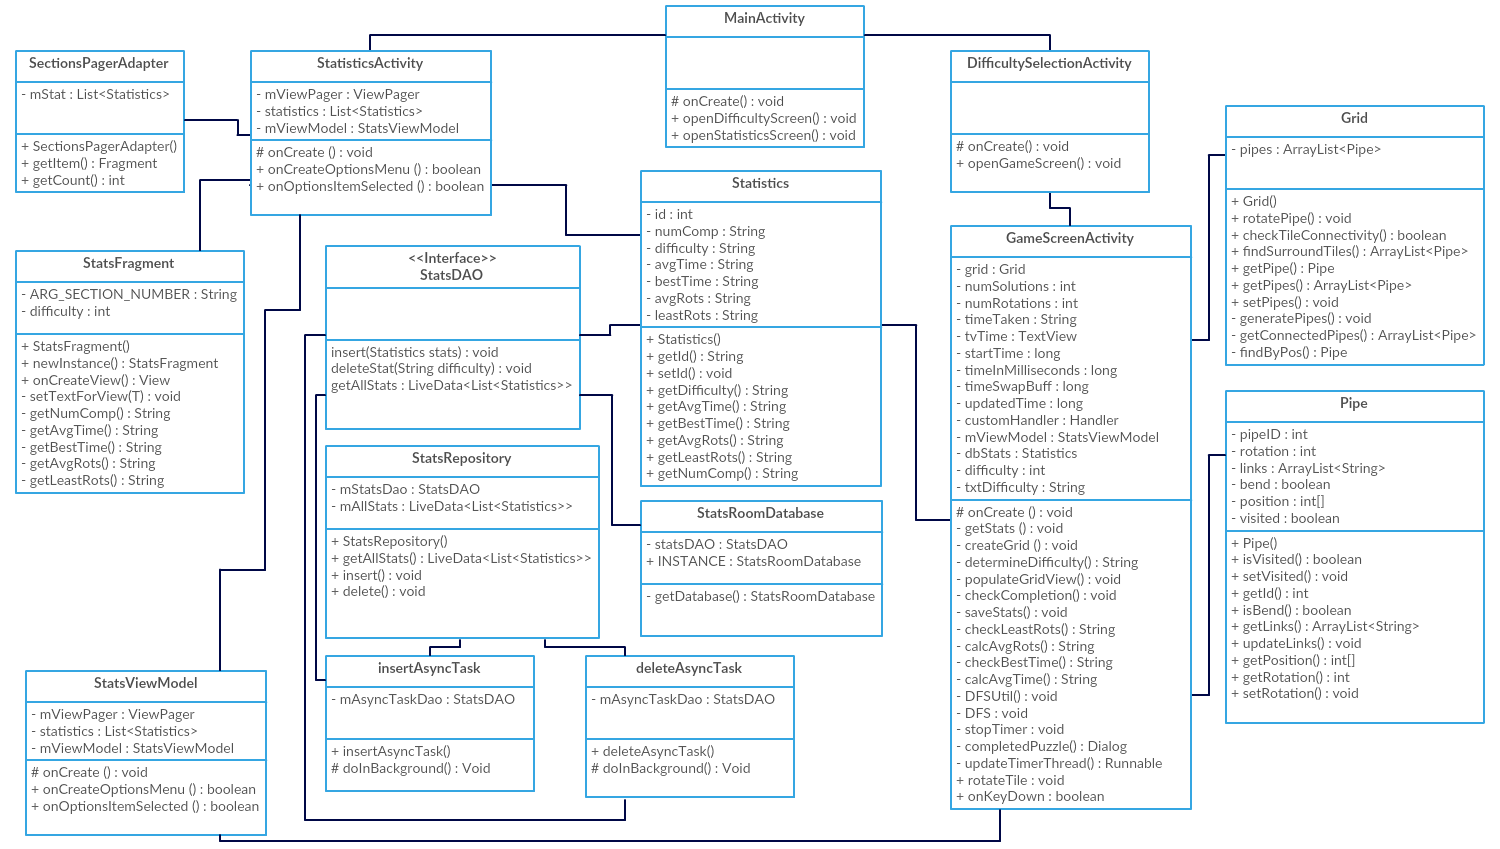 MainActivity
# onCreate() : void
+ openDifficultyScreen() : void
+ openStatisticsScreen() : void
SectionsPagerAdapter
- mStat : List<Statistics>
+ SectionsPagerAdapter()
+ getItem() : Fragment
+ getCount() : int
StatisticsActivity
- mViewPager : ViewPager
- statistics : List<Statistics>
- mViewModel : StatsViewModel
# onCreate () : void
+ onCreateOptionsMenu () : boolean
+ onOptionsItemSelected () : boolean
DifficultySelectionActivity
# onCreate() : void
+ openGameScreen() : void
Grid
- pipes : ArrayList<Pipe>
+ Grid()
+ rotatePipe() : void
+ checkTileConnectivity() : boolean
+ findSurroundTiles() : ArrayList<Pipe>
+ getPipe() : Pipe
+ getPipes() : ArrayList<Pipe>
+ setPipes() : void
- generatePipes() : void
- getConnectedPipes() : ArrayList<Pipe>
- findByPos() : Pipe
Statistics
- id : int
- numComp : String
- difficulty : String
- avgTime : String
- bestTime : String
- avgRots : String
- leastRots : String
+ Statistics()
+ getId() : String
+ setId() : void
+ getDifficulty() : String
+ getAvgTime() : String
+ getBestTime() : String
+ getAvgRots() : String
+ getLeastRots() : String
+ getNumComp() : String
StatsFragment
- ARG_SECTION_NUMBER : String
- difficulty : int
+ StatsFragment()
+ newInstance() : StatsFragment
+ onCreateView() : View
- setTextForView(T) : void
- getNumComp() : String
- getAvgTime() : String
- getBestTime() : String
- getAvgRots() : String
- getLeastRots() : String
<<Interface>>
StatsDAO
insert(Statistics stats) : void
deleteStat(String difficulty) : void
getAllStats : LiveData<List<Statistics>>
GameScreenActivity
- grid : Grid
- numSolutions : int
- numRotations : int
- timeTaken : String
- tvTime : TextView
- startTime : long
- timeInMilliseconds : long
- timeSwapBuff : long
- updatedTime : long
- customHandler : Handler
- mViewModel : StatsViewModel
- dbStats : Statistics
- difficulty : int
- txtDifficulty : String
# onCreate () : void
- getStats () : void
- createGrid () : void
- determineDifficulty() : String
- populateGridView() : void
- checkCompletion() : void
- saveStats() : void
- checkLeastRots() : String
- calcAvgRots() : String
- checkBestTime() : String
- calcAvgTime() : String
- DFSUtil() : void
- DFS : void
- stopTimer : void
- completedPuzzle() : Dialog
- updateTimerThread() : Runnable
+ rotateTile : void
+ onKeyDown : boolean
Pipe
- pipeID : int
- rotation : int
- links : ArrayList<String>
- bend : boolean
- position : int[]
- visited : boolean
+ Pipe()
+ isVisited() : boolean
+ setVisited() : void
+ getId() : int
+ isBend() : boolean
+ getLinks() : ArrayList<String>
+ updateLinks() : void
+ getPosition() : int[]
+ getRotation() : int
+ setRotation() : void
StatsRepository
- mStatsDao : StatsDAO
- mAllStats : LiveData<List<Statistics>>
+ StatsRepository()
+ getAllStats() : LiveData<List<Statistics>>
+ insert() : void
+ delete() : void
StatsRoomDatabase
- statsDAO : StatsDAO
+ INSTANCE : StatsRoomDatabase
- getDatabase() : StatsRoomDatabase
insertAsyncTask
- mAsyncTaskDao : StatsDAO
+ insertAsyncTask()
# doInBackground() : Void
deleteAsyncTask
- mAsyncTaskDao : StatsDAO
+ deleteAsyncTask()
# doInBackground() : Void
StatsViewModel
- mViewPager : ViewPager
- statistics : List<Statistics>
- mViewModel : StatsViewModel
# onCreate () : void
+ onCreateOptionsMenu () : boolean
+ onOptionsItemSelected () : boolean